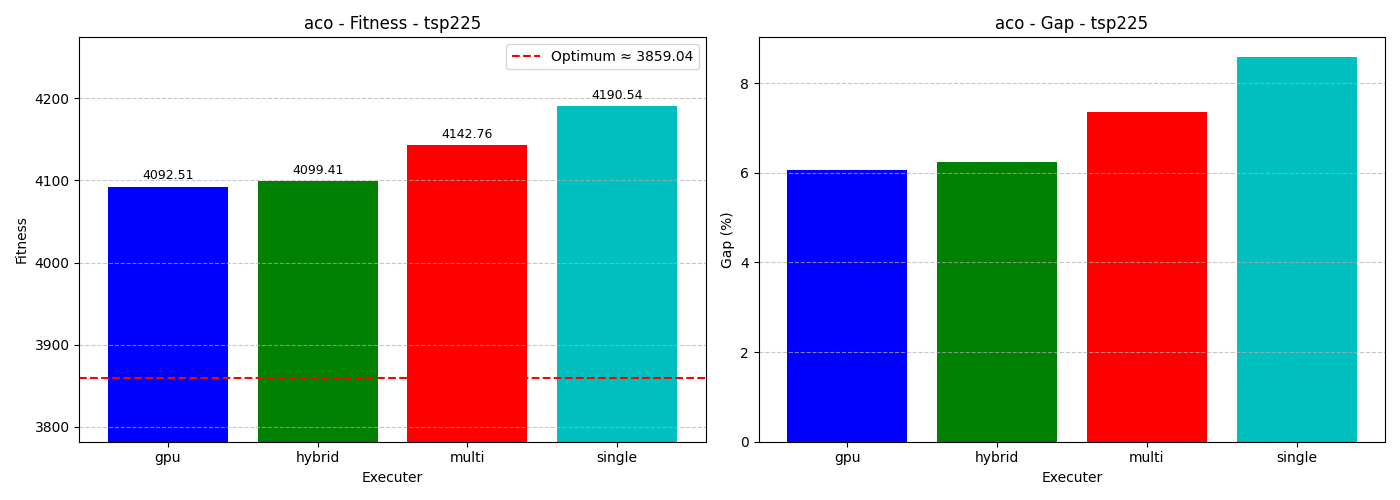 aco - Fitness - tsp225
Optimum ≈ 3859.04
4200
4100
4000
3900
3800
Fitness
4092.51
4099.41
4142.76
4190.54
gpu
hybrid
multi
single
Executer
aco - Gap - tsp225
8
6
4
2
0
Gap (%)
gpu
hybrid
multi
single
Executer